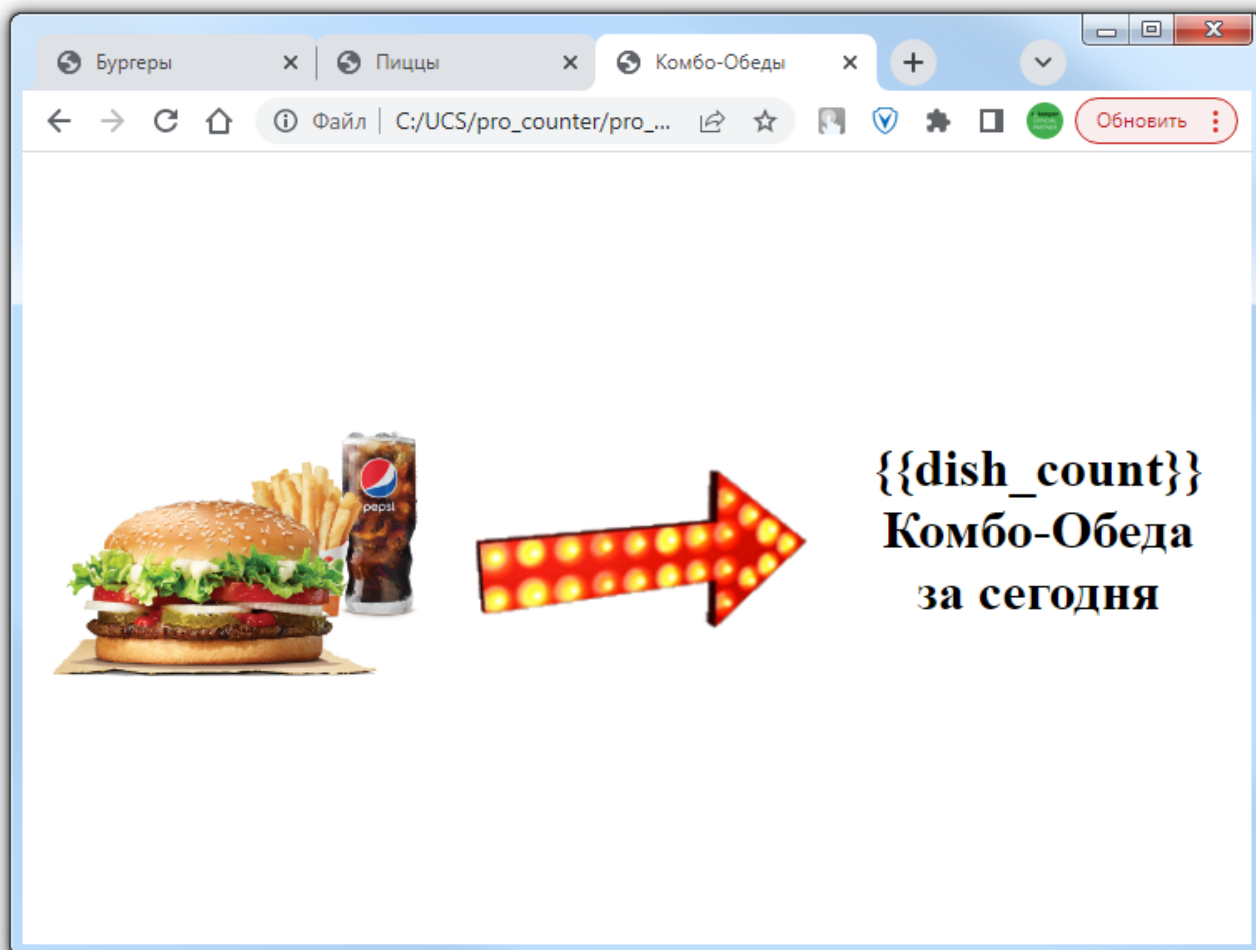 Бургеры
Пиццы
Комбо-Обеды
Файл
C:/UCS/pro_counter/pro_...
Обновить
pepsi
{{dish_count}}
Комбо-Обеда
за сегодня